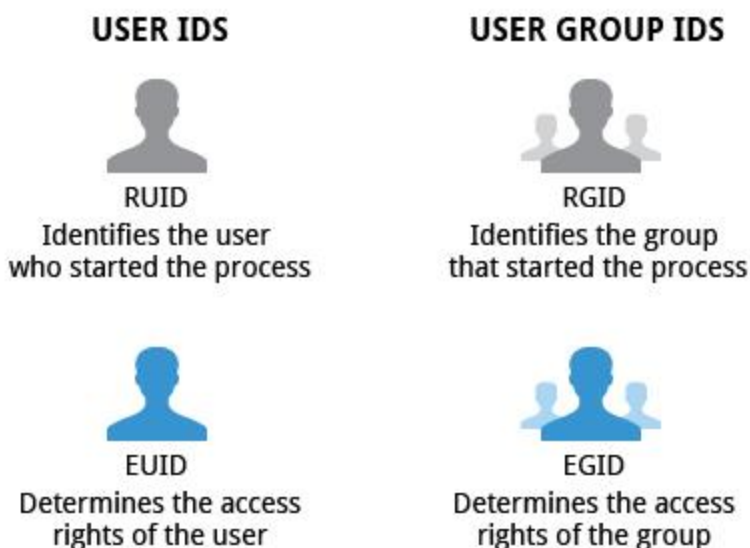 USER IDS
USER GROUP IDS
RUID
Identifies the user
who started the process
RGID
Identifies the group
that started the process
EUID
Determines the access
rights of the user
EGID
Determines the access
rights of the group